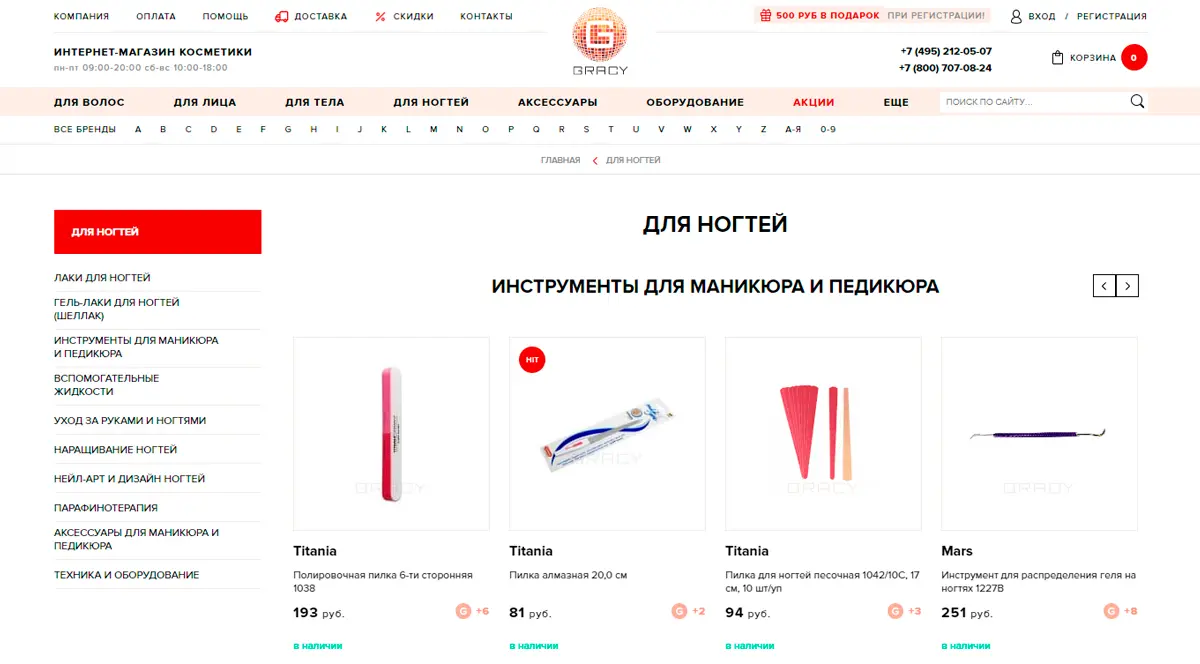 КОМПАНИЯ ОПЛАТА ПОМОЩЬ ДОСТАВКА СКИДКИ КОНТАКТЫ
500 РУБ В ПОДАРОК ПРИ РЕГИСТРАЦИИ!
ВХОД / РЕГИСТРАЦИЯ
ИНТЕРНЕТ-МАГАЗИН КОСМЕТИКИ
пн-пт 09:00-20:00 сб-вс 10:00-18:00
G
GRACY
+7 (495) 212-05-07
+7 (800) 707-08-24
КОРЗИНА 0
ДЛЯ ВОЛОС ДЛЯ ЛИЦА ДЛЯ ТЕЛА ДЛЯ НОГТЕЙ АКСЕССУАРЫ ОБОРУДОВАНИЕ АКЦИИ ЕЩЕ ПОИСК ПО САЙТУ...
ВСЕ БРЕНДЫ A B C D E F G H I J K L M N O P Q R S T U V W X Y Z А-Я 0-9
ГЛАВНАЯ ДЛЯ НОГТЕЙ
ДЛЯ НОГТЕЙ
ЛАКИ ДЛЯ НОГТЕЙ
ГЕЛЬ-ЛАКИ ДЛЯ НОГТЕЙ
(ШЕЛЛАК)
ИНСТРУМЕНТЫ ДЛЯ МАНИКЮРА
И ПЕДИКЮРА
ВСПОМОГАТЕЛЬНЫЕ
ЖИДКОСТИ
УХОД ЗА РУКАМИ И НОГТЯМИ
НАРАЩИВАНИЕ НОГТЕЙ
НЕЙЛ-АРТ И ДИЗАЙН НОГТЕЙ
ПАРАФИНОТЕРАПИЯ
АКСЕССУАРЫ ДЛЯ МАНИКЮРА И
ПЕДИКЮРА
ТЕХНИКА И ОБОРУДОВАНИЕ
ДЛЯ НОГТЕЙ
ИНСТРУМЕНТЫ ДЛЯ МАНИКЮРА И ПЕДИКЮРА
GRACY
Titania
Полировочная пилка 6-ти сторонняя
1038
193 руб. G +6
в наличии
HIT
GRACY
Titania
Пилка алмазная 20,0 см
81 руб. G +2
в наличии
GRACY
Titania
Пилка для ногтей песочная 1042/10C, 17
см, 10 шт/уп
94 руб. G +3
в наличии
GRACY
Mars
Инструмент для распределения геля на
ногтях 1227В
251 руб. G +8
в наличии